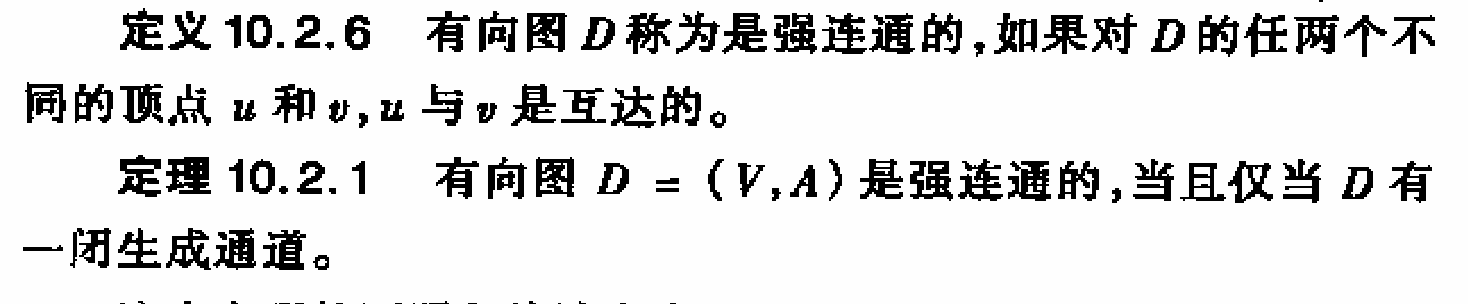 定义 10.2.6 有向图 D 称为是强连通的,如果对 D 的任两个不
同的顶点 u 和 v,u 与 v 是互达的。
定理 10.2.1 有向图 D = (V,A) 是强连通的,当且仅当 D 有
一闭生成通道。